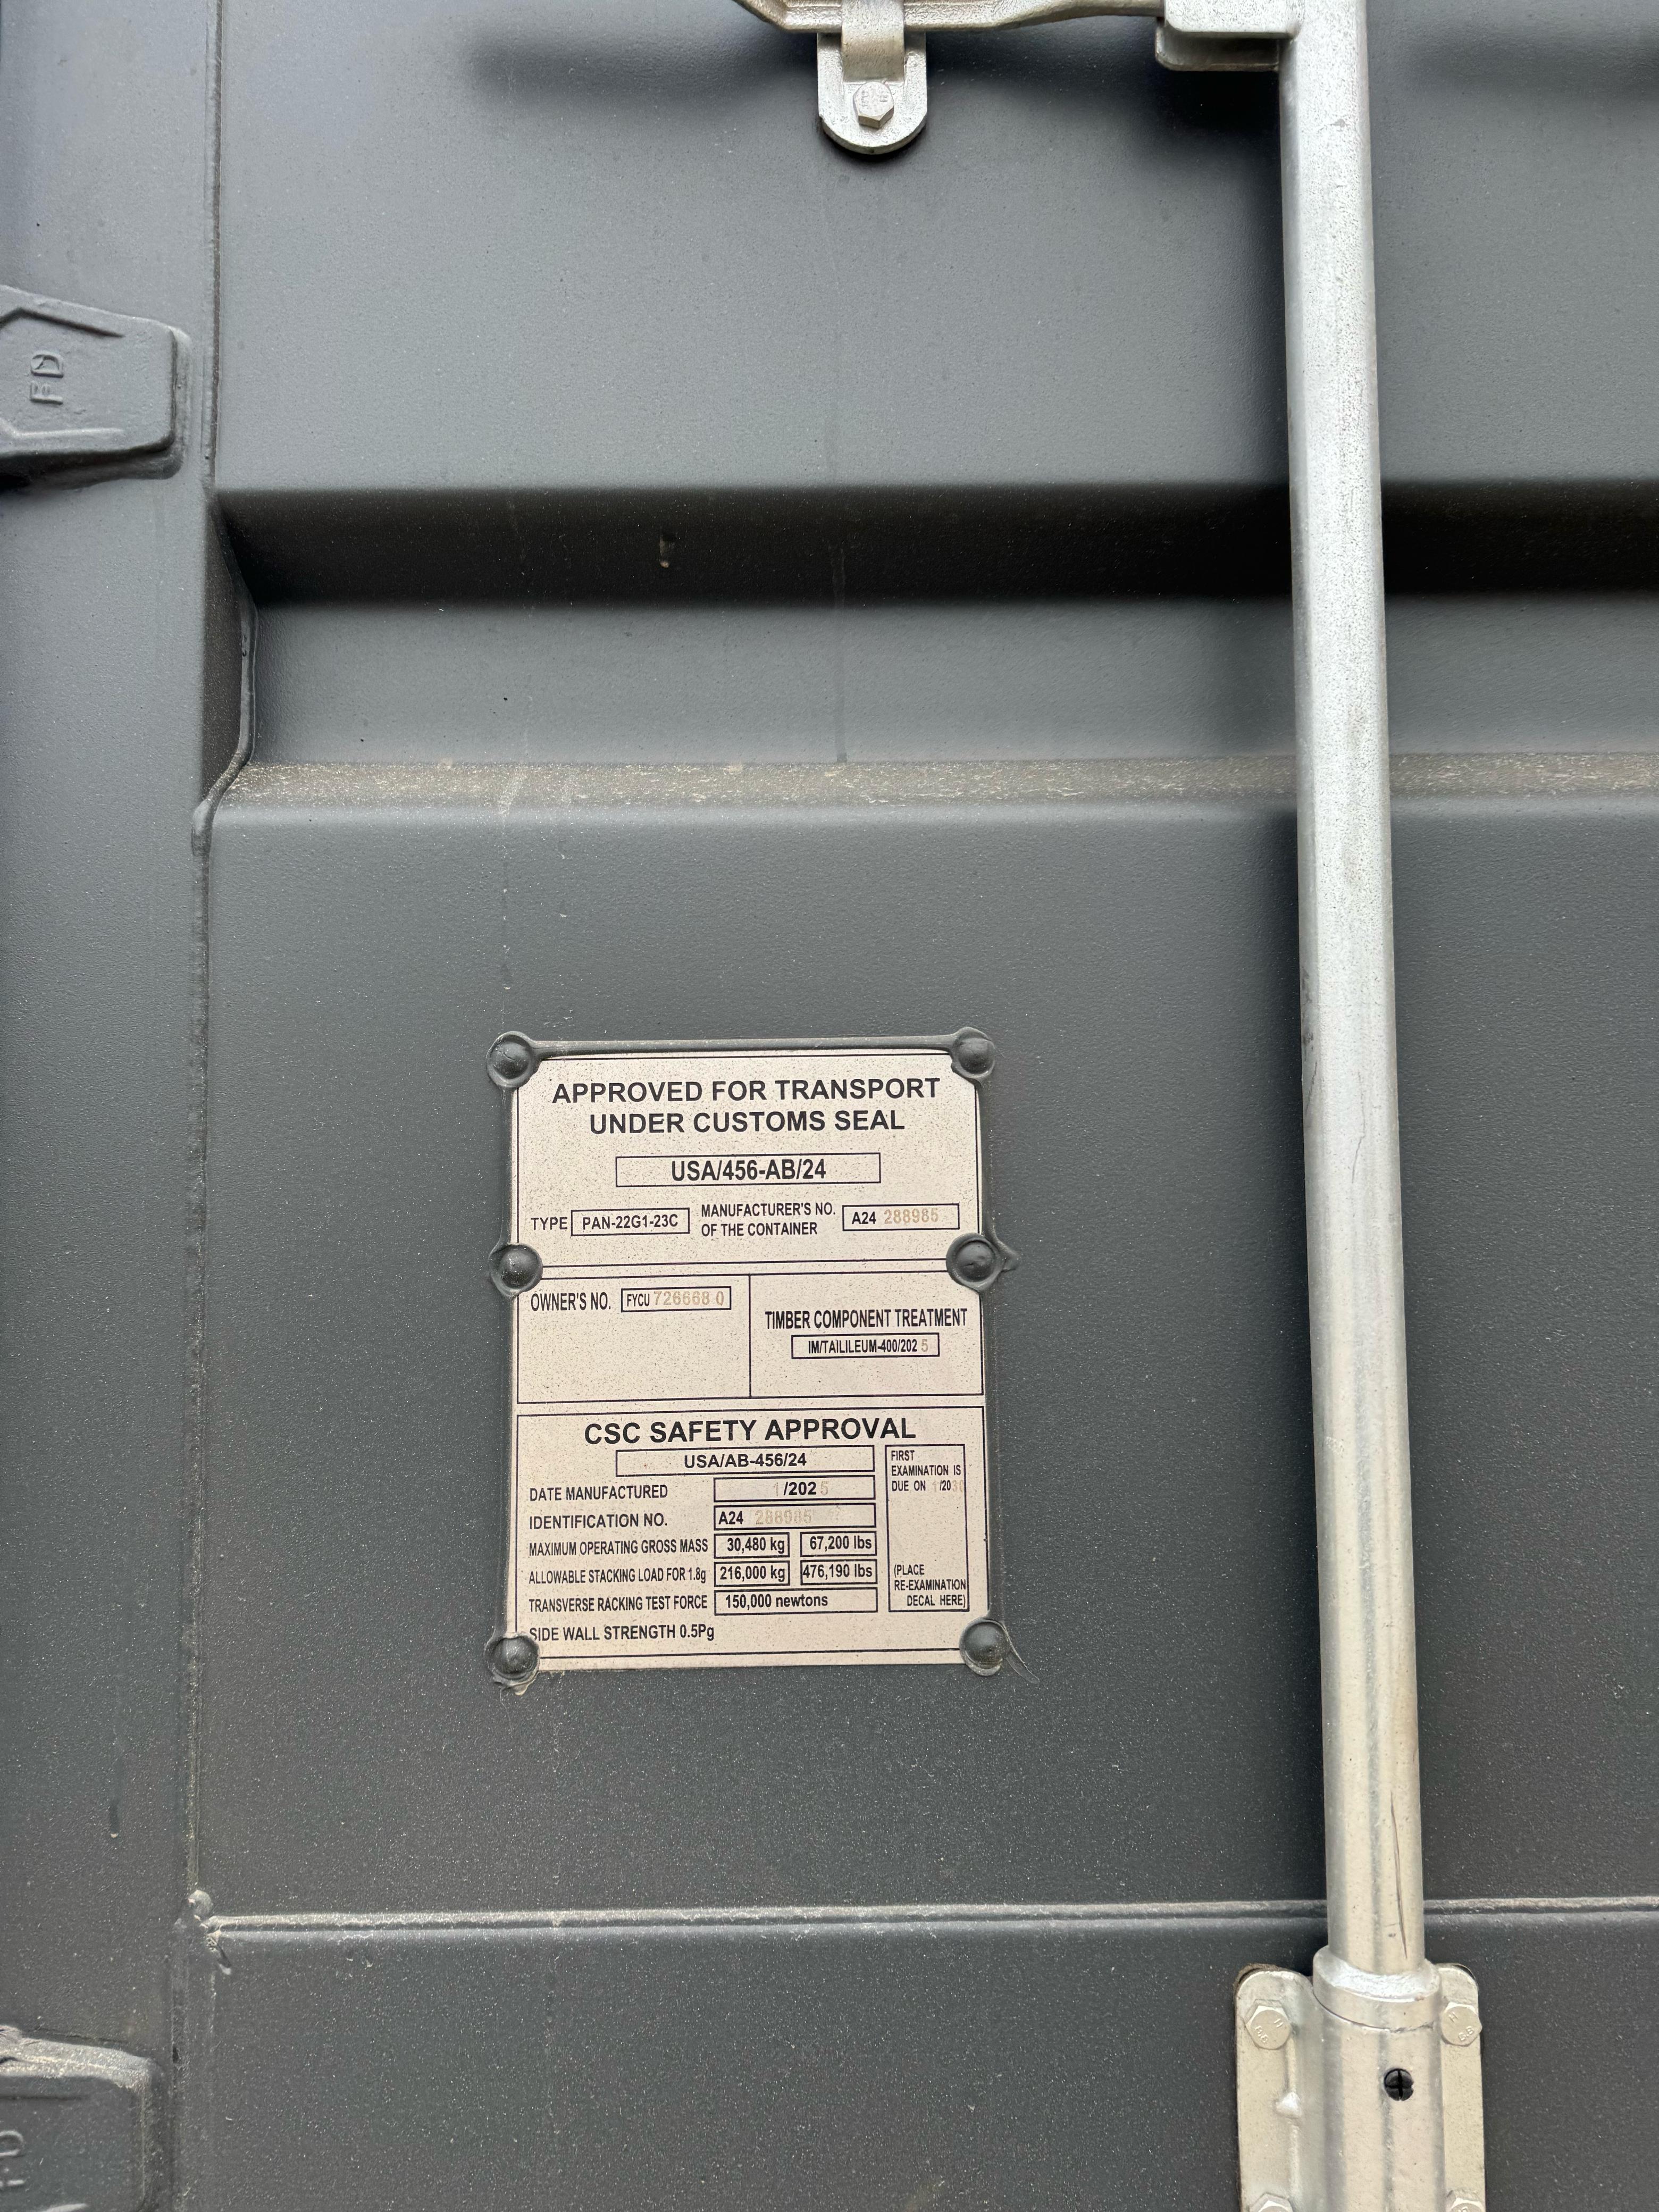 FD
APPROVED FOR TRANSPORT
UNDER CUSTOMS SEAL
USA/456-AB/24
TYPE PAN-22G1-23C MANUFACTURER'S NO. OF THE CONTAINER A24 288985
OWNER'S NO. FYCU 726668 0
TIMBER COMPONENT TREATMENT
IM/TAILILEUM-400/2025
CSC SAFETY APPROVAL
USA/AB-456/24
DATE MANUFACTURED 1/2025
IDENTIFICATION NO. A24 288985
MAXIMUM OPERATING GROSS MASS 30,480 kg 67,200 lbs
ALLOWABLE STACKING LOAD FOR 1.8g 216,000 kg 476,190 lbs
TRANSVERSE RACKING TEST FORCE 150,000 newtons
SIDE WALL STRENGTH 0.5Pg
FIRST
EXAMINATION IS
DUE ON 1/2030
(PLACE
RE-EXAMINATION
DECAL HERE)